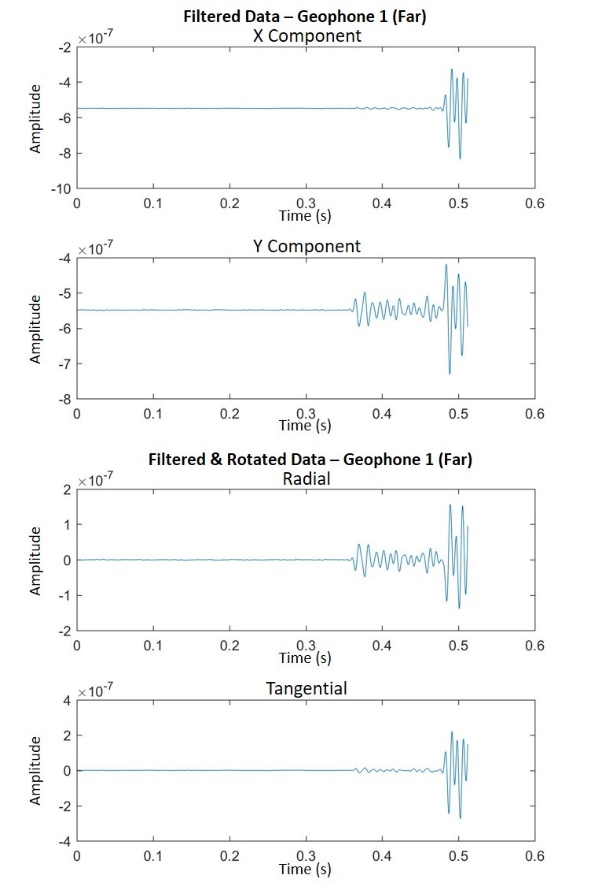 Filtered Data – Geophone 1 (Far)
X Component
×10⁻⁷
-2
-4
-6
-8
-10
Amplitude
0 0.1 0.2 0.3 0.4 0.5 0.6
Time (s)
Y Component
×10⁻⁷
-4
-5
-6
-7
-8
Amplitude
0 0.1 0.2 0.3 0.4 0.5 0.6
Time (s)
Filtered & Rotated Data – Geophone 1 (Far)
Radial
×10⁻⁷
2
1
0
-1
-2
Amplitude
0 0.1 0.2 0.3 0.4 0.5 0.6
Time (s)
Tangential
×10⁻⁷
4
2
0
-2
-4
Amplitude
0 0.1 0.2 0.3 0.4 0.5 0.6
Time (s)